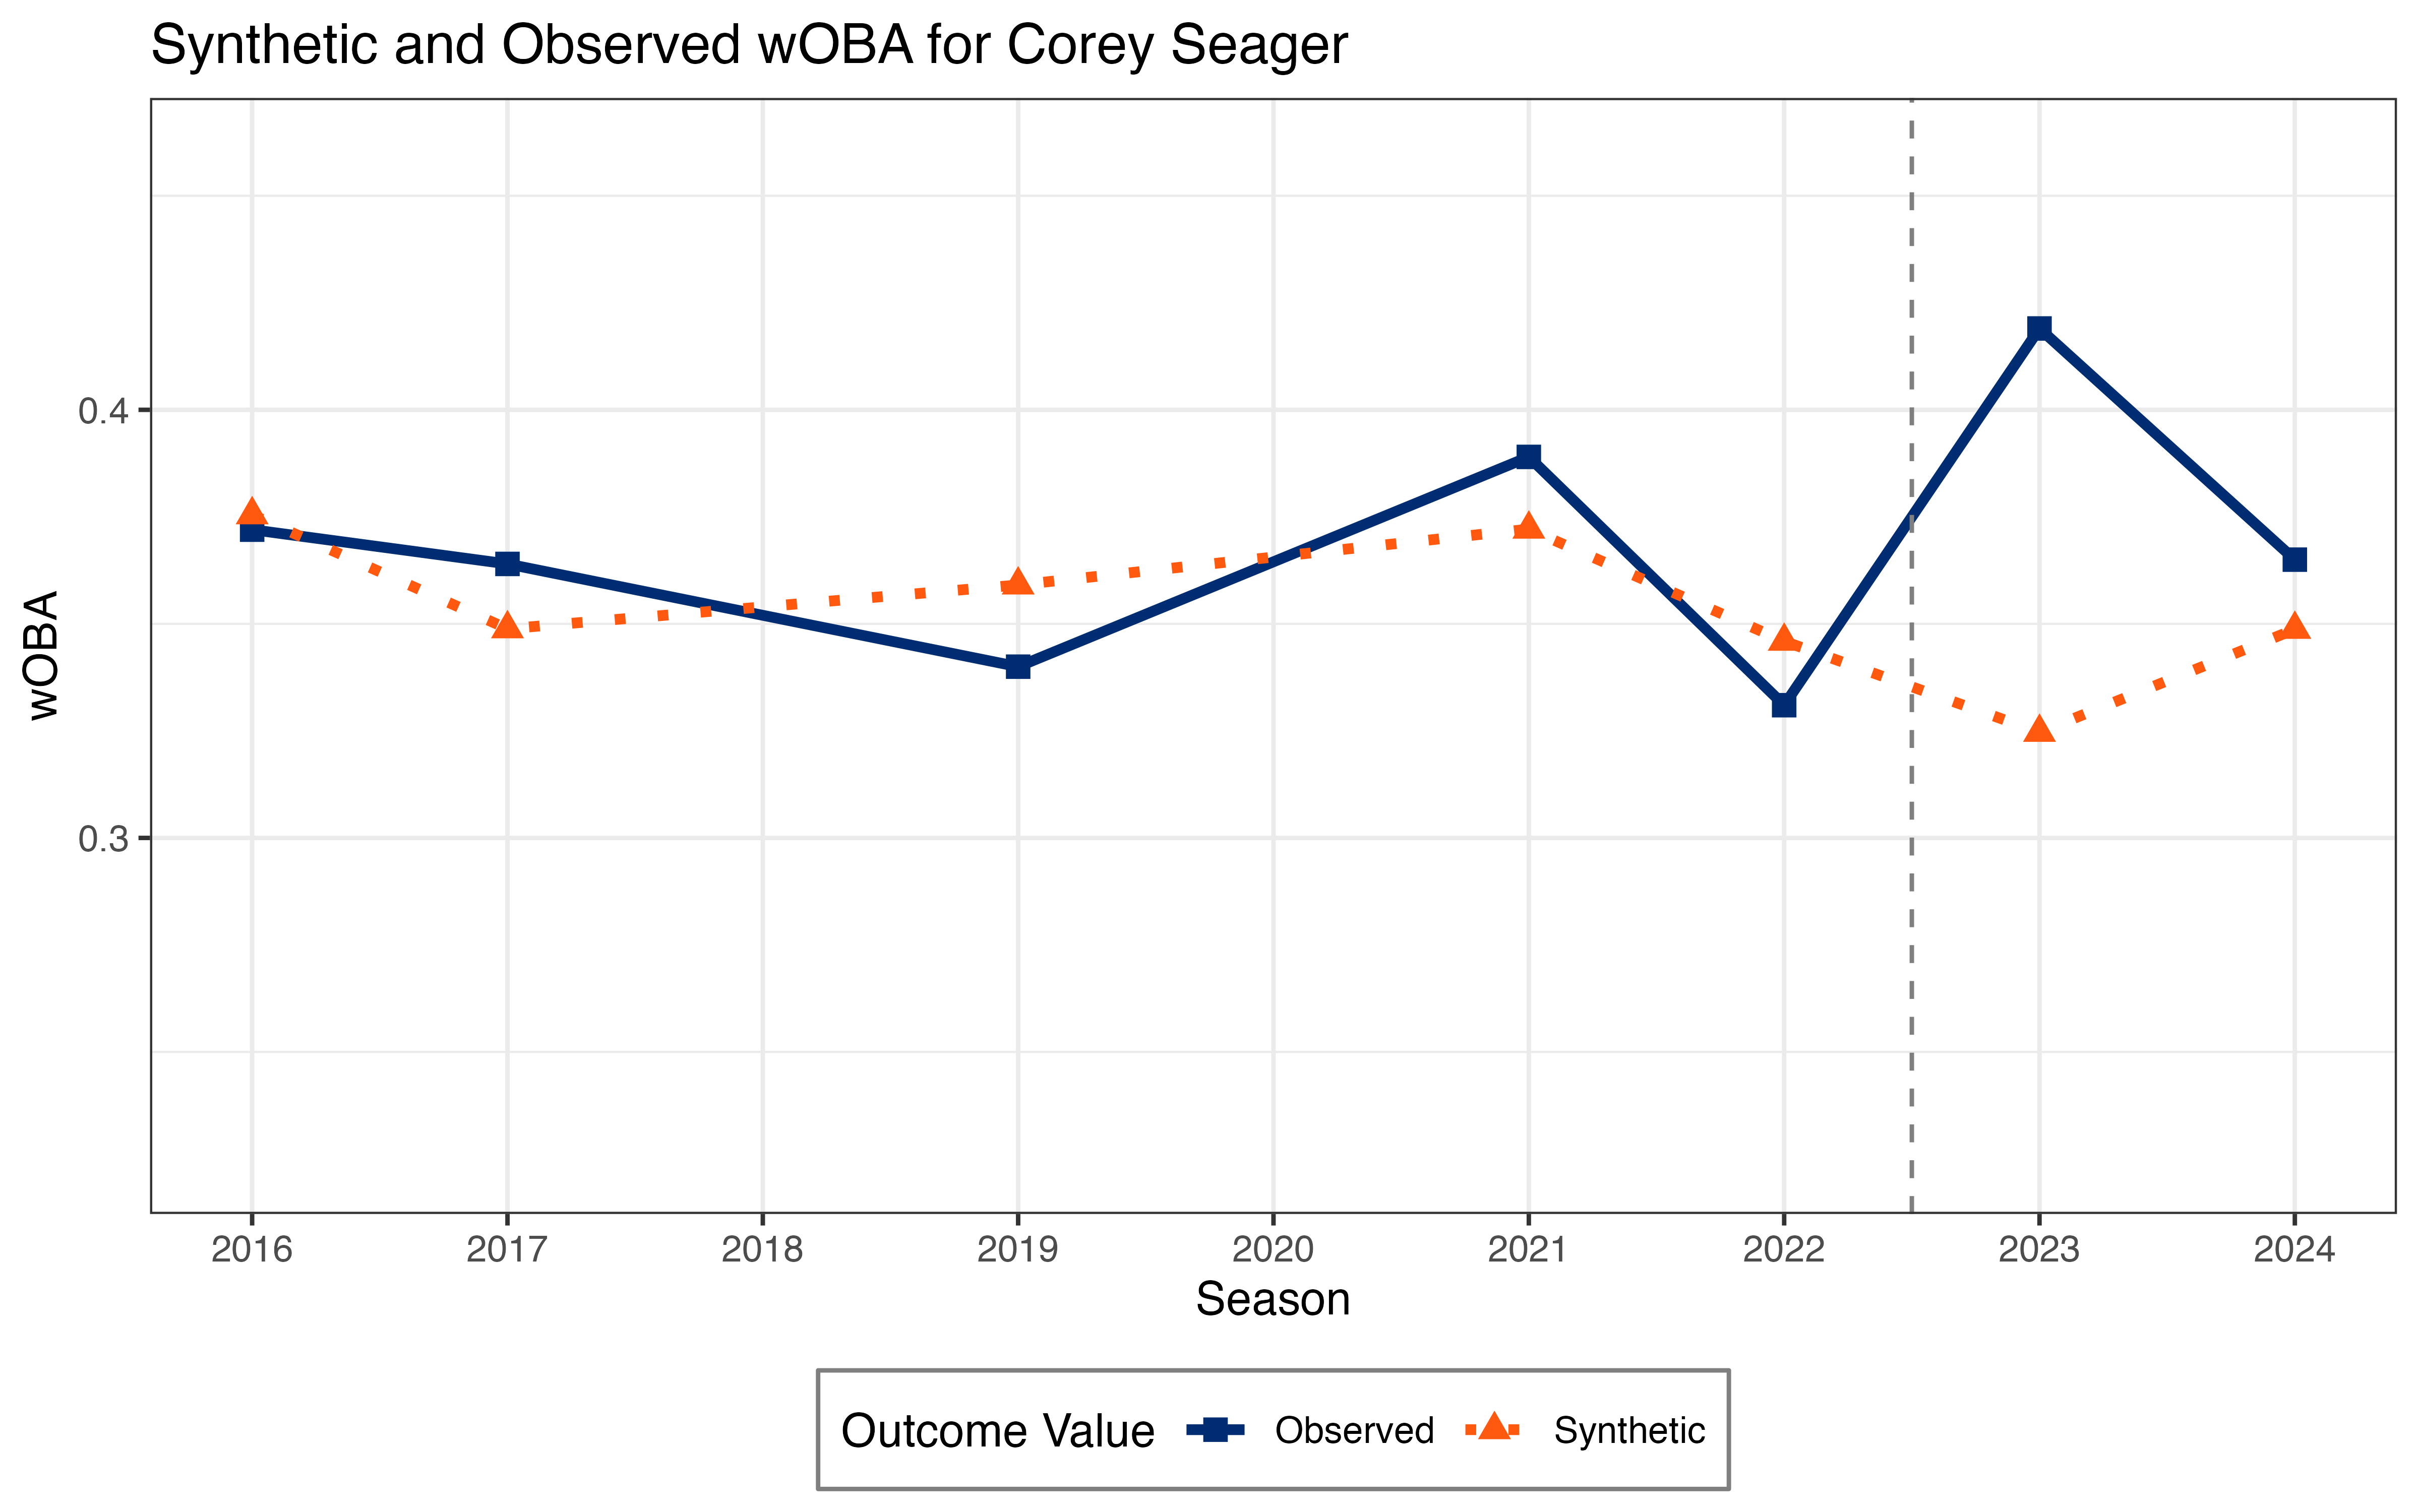 Synthetic and Observed wOBA for Corey Seager
wOBA
0.4
0.3
2016 2017 2018 2019 2020 2021 2022 2023 2024
Season
Outcome Value Observed Synthetic